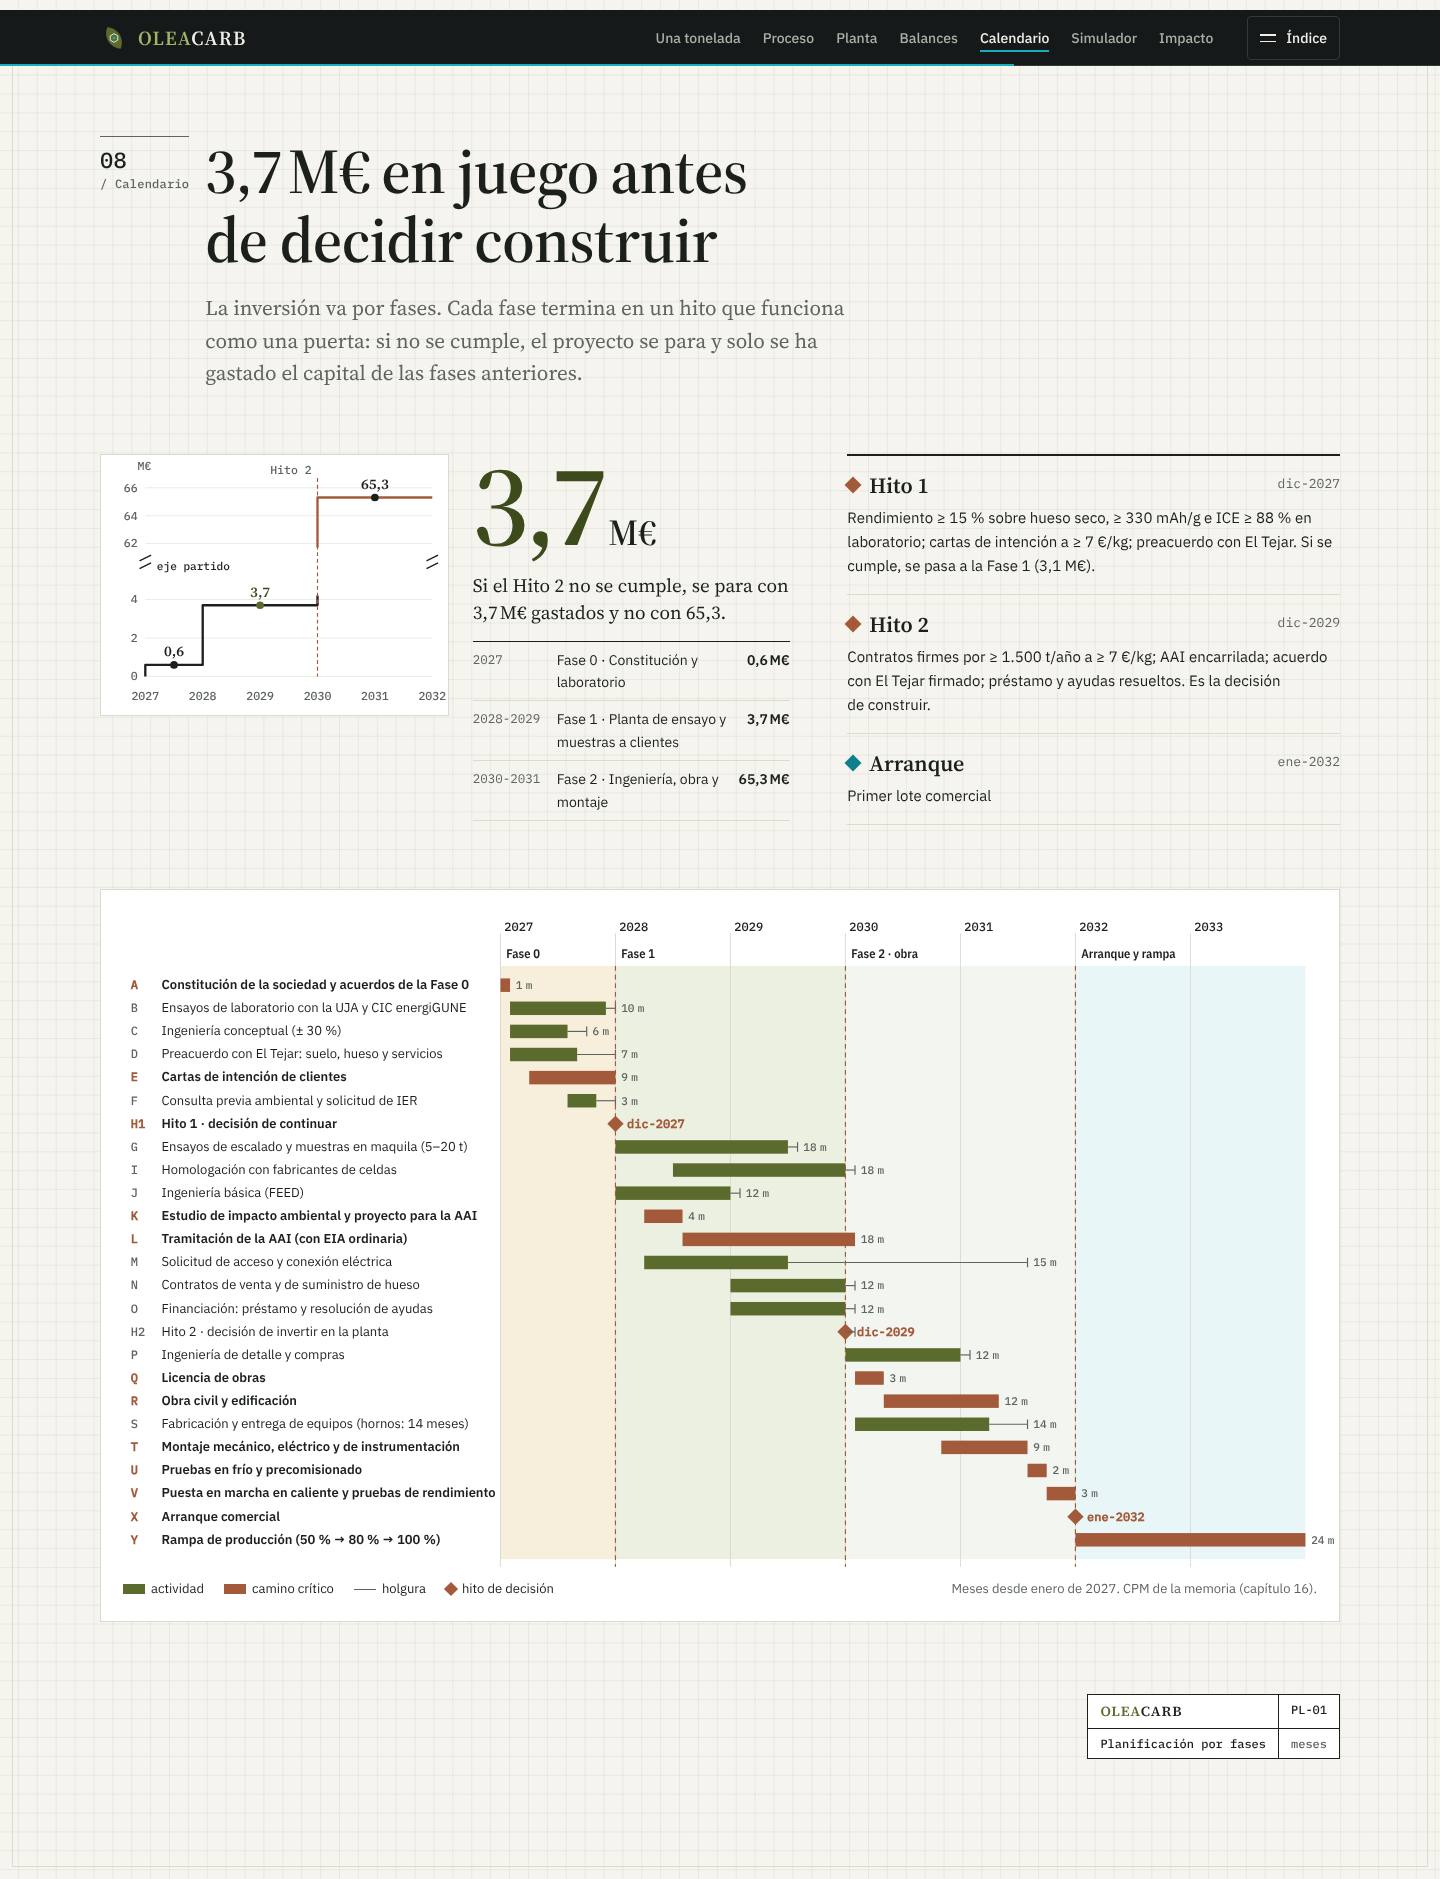 OLEACARB
Una tonelada
Proceso
Planta
Balances
Calendario
Simulador
Impacto
Índice
08
/ Calendario
3,7 M€ en juego antes
de decidir construir
La inversión va por fases. Cada fase termina en un hito que funciona
como una puerta: si no se cumple, el proyecto se para y solo se ha
gastado el capital de las fases anteriores.
M€
Hito 2
66
65,3
64
62
eje partido
4
3,7
2
0,6
0
2027 2028 2029 2030 2031 2032
3,7 M€
Si el Hito 2 no se cumple, se para con
3,7 M€ gastados y no con 65,3.
2027 Fase 0 · Constitución y 0,6 M€
laboratorio
2028-2029 Fase 1 · Planta de ensayo y 3,7 M€
muestras a clientes
2030-2031 Fase 2 · Ingeniería, obra y 65,3 M€
montaje
Hito 1 dic-2027
Rendimiento ≥ 15 % sobre hueso seco, ≥ 330 mAh/g e ICE ≥ 88 % en
laboratorio; cartas de intención a ≥ 7 €/kg; preacuerdo con El Tejar. Si se
cumple, se pasa a la Fase 1 (3,1 M€).
Hito 2 dic-2029
Contratos firmes por ≥ 1.500 t/año a ≥ 7 €/kg; AAI encarrilada; acuerdo
con El Tejar firmado; préstamo y ayudas resueltos. Es la decisión
de construir.
Arranque ene-2032
Primer lote comercial
2027 2028 2029 2030 2031 2032 2033
Fase 0 Fase 1 Fase 2 · obra Arranque y rampa
A Constitución de la sociedad y acuerdos de la Fase 0 1 m
B Ensayos de laboratorio con la UJA y CIC energiGUNE 10 m
C Ingeniería conceptual (± 30 %) 6 m
D Preacuerdo con El Tejar: suelo, hueso y servicios 7 m
E Cartas de intención de clientes 9 m
F Consulta previa ambiental y solicitud de IER 3 m
H1 Hito 1 · decisión de continuar dic-2027
G Ensayos de escalado y muestras en maquila (5–20 t) 18 m
I Homologación con fabricantes de celdas 18 m
J Ingeniería básica (FEED) 12 m
K Estudio de impacto ambiental y proyecto para la AAI 4 m
L Tramitación de la AAI (con EIA ordinaria) 18 m
M Solicitud de acceso y conexión eléctrica 15 m
N Contratos de venta y de suministro de hueso 12 m
O Financiación: préstamo y resolución de ayudas 12 m
H2 Hito 2 · decisión de invertir en la planta dic-2029
P Ingeniería de detalle y compras 12 m
Q Licencia de obras 3 m
R Obra civil y edificación 12 m
S Fabricación y entrega de equipos (hornos: 14 meses) 14 m
T Montaje mecánico, eléctrico y de instrumentación 9 m
U Pruebas en frío y precomisionado 2 m
V Puesta en marcha en caliente y pruebas de rendimiento 3 m
X Arranque comercial ene-2032
Y Rampa de producción (50 % → 80 % → 100 %) 24 m
actividad camino crítico holgura hito de decisión
Meses desde enero de 2027. CPM de la memoria (capítulo 16).
OLEACARB PL-01
Planificación por fases meses